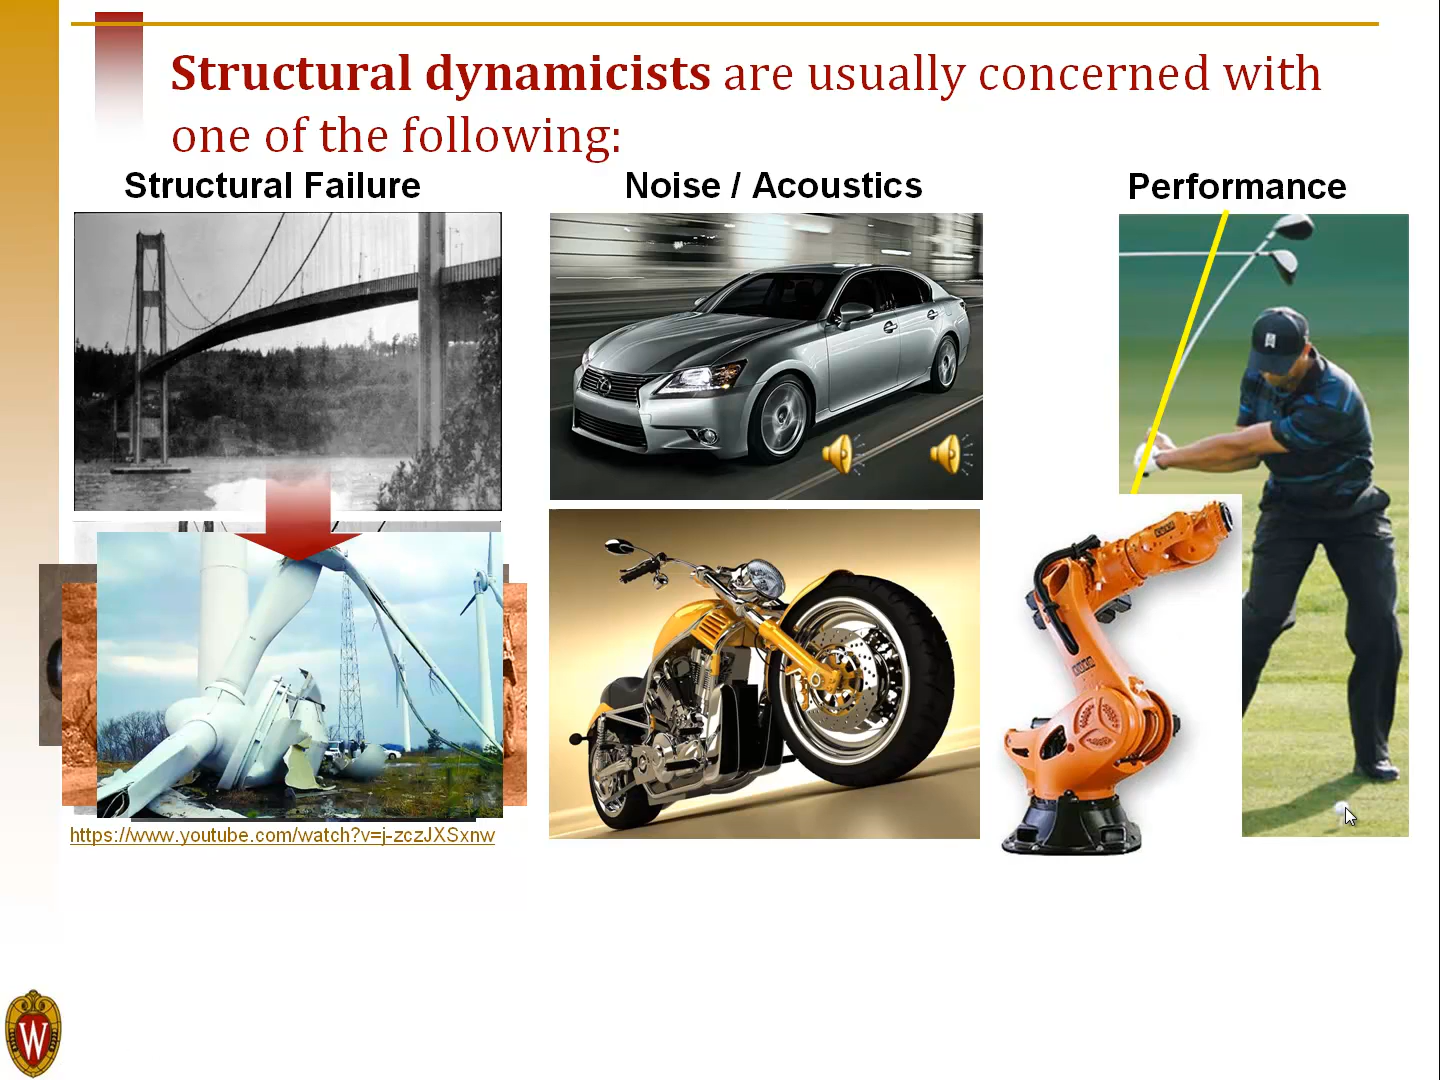 Structural dynamicists are usually concerned with
one of the following:
Structural Failure
Noise / Acoustics
Performance
https://www.youtube.com/watch?v=j-zczJXSxnw
W